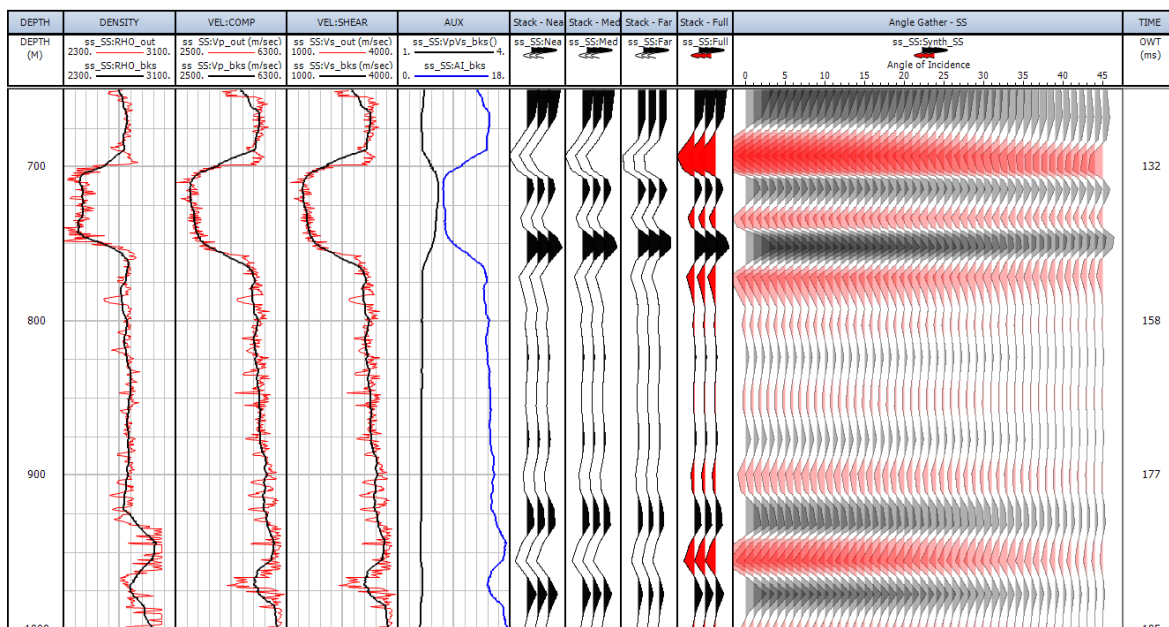 DENSITY VEL:COMP VEL:SHEAR AUX Stack - Nea Stack - Med Stack - Far Stack - Full Angle Gather - SS TIME
DEPTH ss_SS:RHO_out ss_SS:Vp_out (m/sec) ss_SS:Vs_out (m/sec) ss_SS:VpVs_bks() ss_SS:Nea ss_SS:Med ss_SS:Far ss_SS:Full ss_SS:Synth_SS OWT
(M) 2300. 3100. 2500. 6300. 1000. 4000. 1. 4. (ms)
ss_SS:RHO_bks ss_SS:Vp_bks (m/sec) ss_SS:Vs_bks (m/sec) ss_SS:AI_bks Angle of Incidence
2300. 3100. 2500. 6300. 1000. 4000. 0. 18. 0 5 10 15 20 25 30 35 40 45
700 132
800 158
900 177